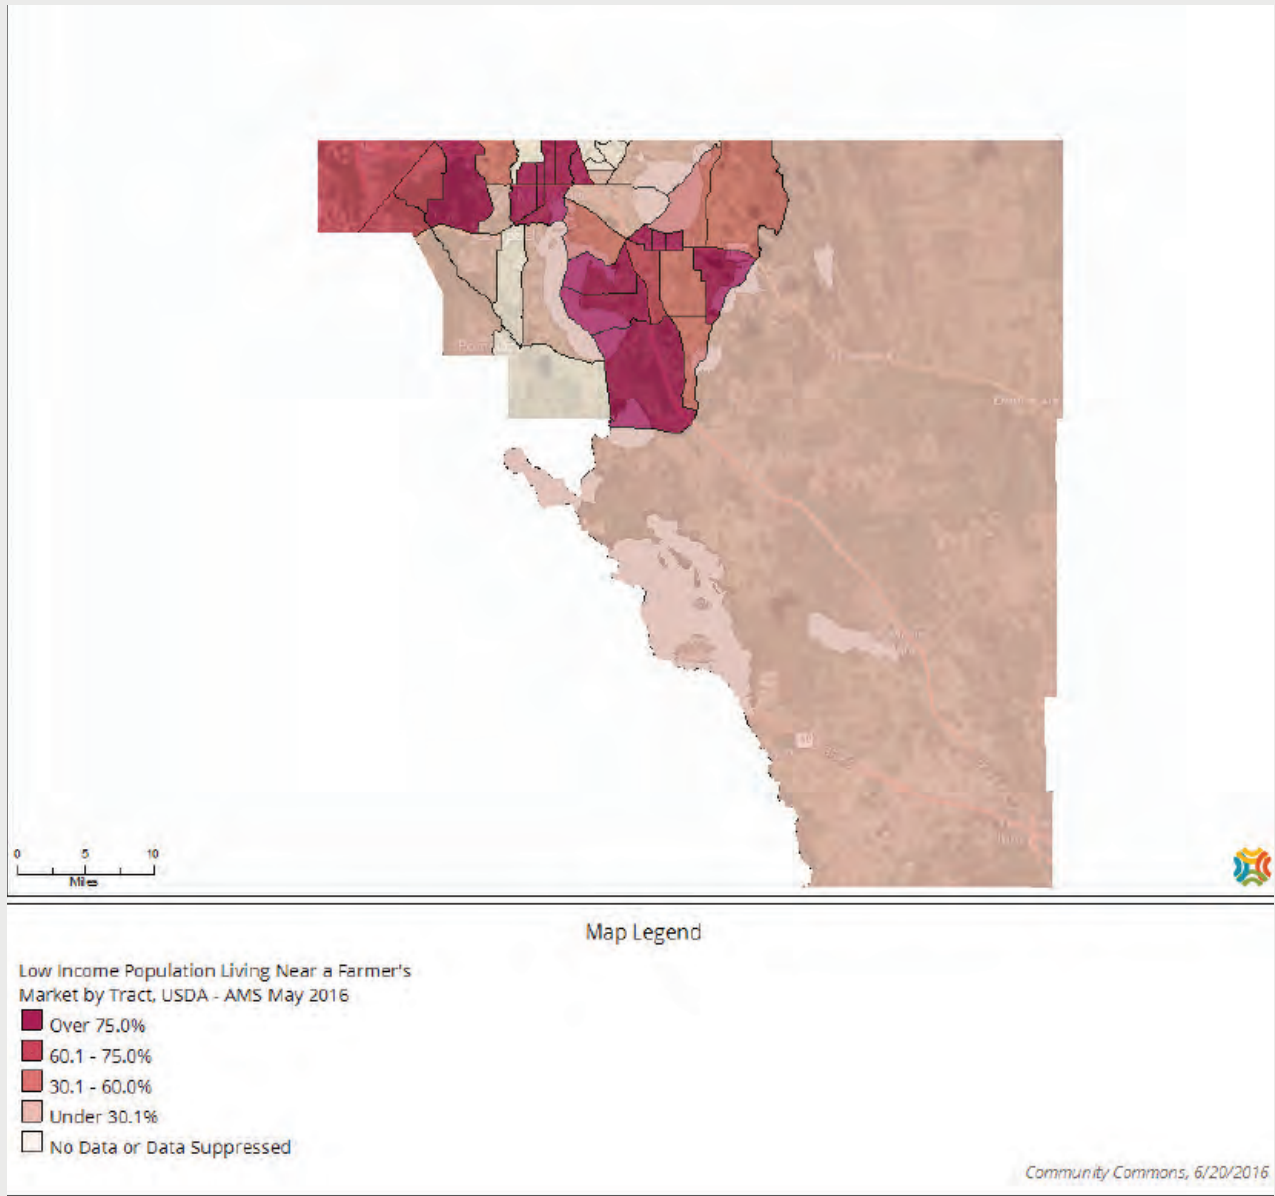 0 5 10
Miles
Map Legend
Low Income Population Living Near a Farmer's
Market by Tract, USDA - AMS May 2016
Over 75.0%
60.1 - 75.0%
30.1 - 60.0%
Under 30.1%
No Data or Data Suppressed
Community Commons, 6/20/2016